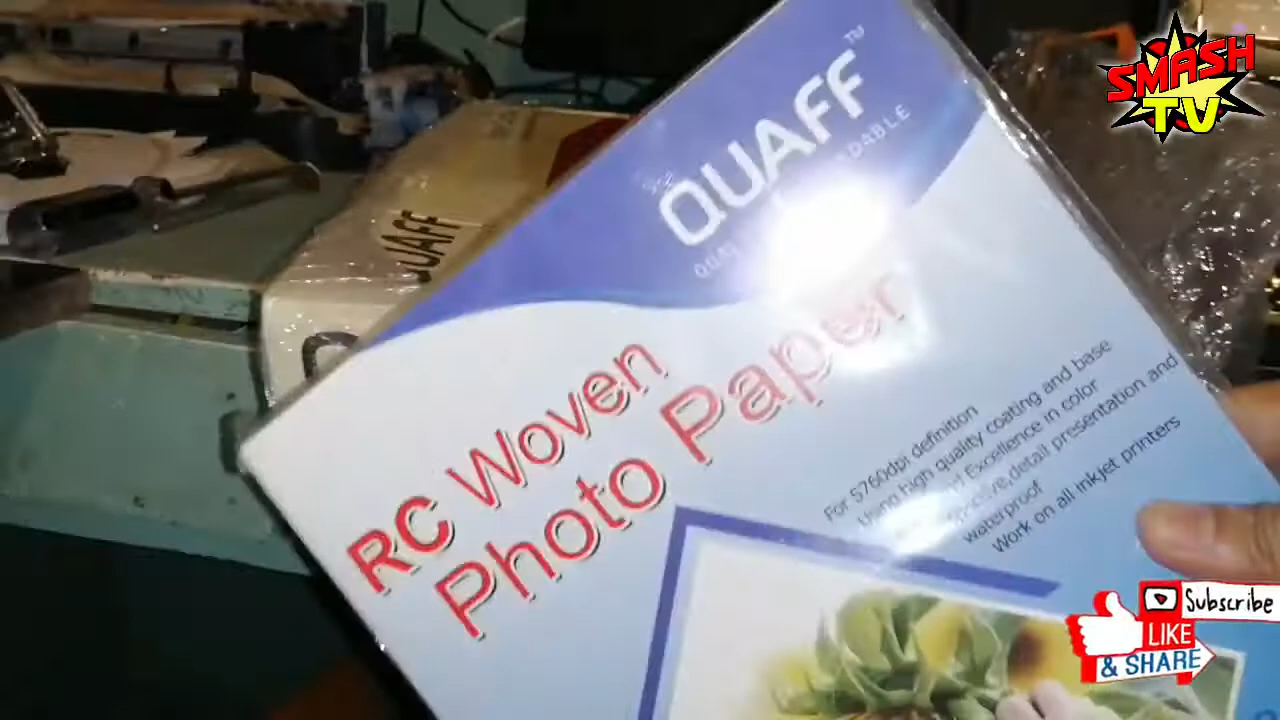 SMASH
TV
QUAFF™
QUAFF
RC Woven
Photo Paper
For 5760dpi definition
Using high quality coating and base
Excellence in color
detail presentation and
waterproof
Work on all inkjet printers
Subscribe
LIKE
& SHARE